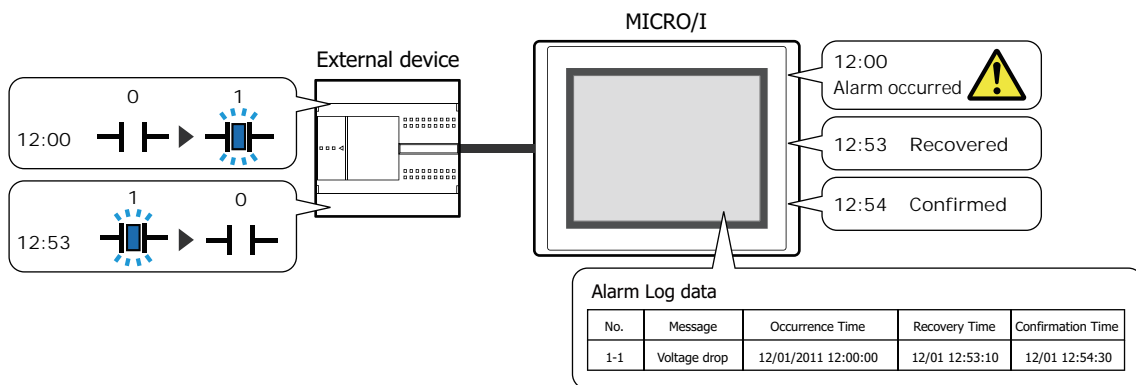 MICRO/I
External device
0 1
12:00
1 0
12:53
12:00
Alarm occurred
12:53 Recovered
12:54 Confirmed
Alarm Log data
No. Message Occurrence Time Recovery Time Confirmation Time
1-1 Voltage drop 12/01/2011 12:00:00 12/01 12:53:10 12/01 12:54:30